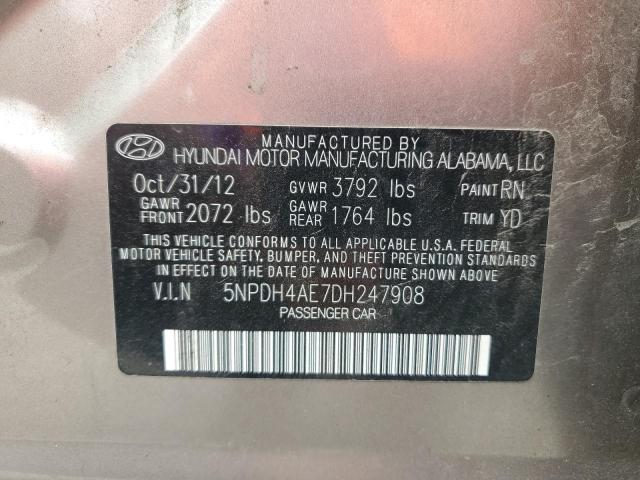 MANUFACTURED BY
HYUNDAI MOTOR MANUFACTURING ALABAMA, LLC
Oct/31/12 GVWR 3792 lbs PAINT RN
GAWR FRONT 2072 lbs GAWR REAR 1764 lbs TRIM YD
THIS VEHICLE CONFORMS TO ALL APPLICABLE U.S.A. FEDERAL
MOTOR VEHICLE SAFETY, BUMPER, AND THEFT PREVENTION
STANDARDS IN EFFECT ON THE DATE OF MANUFACTURE SHOWN ABOVE.
V.I.N 5NPDH4AE7DH247908
PASSENGER CAR